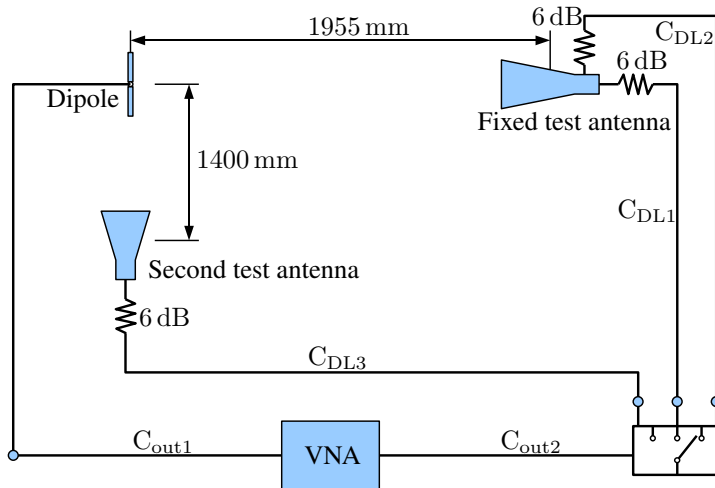 1955 mm
6 dB
C_DL2
6 dB
Dipole
Fixed test antenna
1400 mm
C_DL1
Second test antenna
6 dB
C_DL3
C_out1
VNA
C_out2